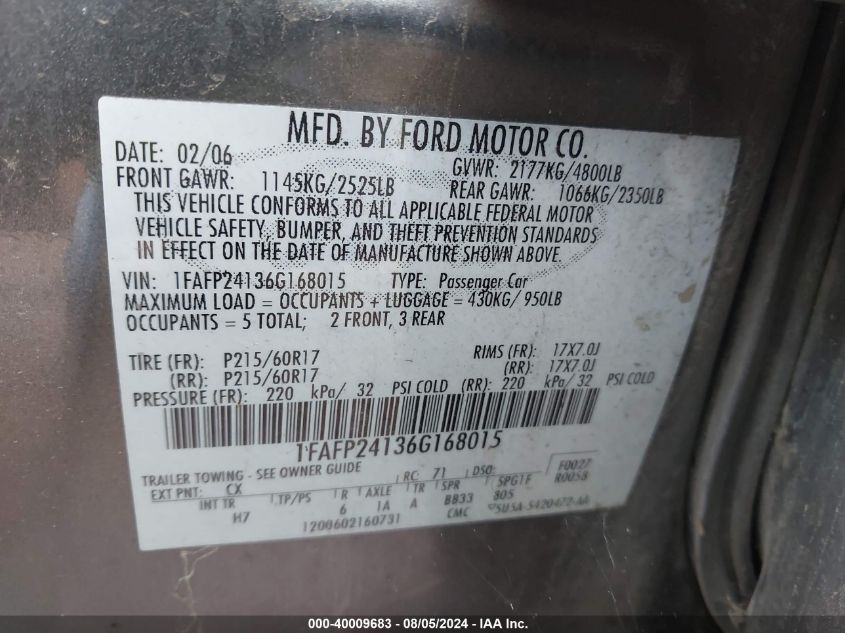 MFD. BY FORD MOTOR CO.
DATE: 02/06 GVWR: 2177KG/4800LB
FRONT GAWR: 1145KG/2525LB REAR GAWR: 1066KG/2350LB
THIS VEHICLE CONFORMS TO ALL APPLICABLE FEDERAL MOTOR
VEHICLE SAFETY, BUMPER, AND THEFT PREVENTION STANDARDS
IN EFFECT ON THE DATE OF MANUFACTURE SHOWN ABOVE.
VIN: 1FAFP24136G168015 TYPE: Passenger Car
MAXIMUM LOAD = OCCUPANTS + LUGGAGE = 430KG/ 950LB
OCCUPANTS = 5 TOTAL; 2 FRONT, 3 REAR
TIRE (FR): P215/60R17 RIMS (FR): 17X7.0J
(RR): P215/60R17 (RR): 17X7.0J
PRESSURE (FR): 220 kPa/ 32 PSI COLD (RR): 220 kPa/ 32 PSI COLD
1FAFP24136G168015
TRAILER TOWING - SEE OWNER GUIDE RC: 71 DSO: F0027
EXT PNT: CX R0058
INT TR TP/PS R AXLE TR SPR SPGTF
H7 6 1A A BB33 805
1200602160731 CMC 5U5A-5420472-AA
000-40009683 - 08/05/2024 - IAA Inc.